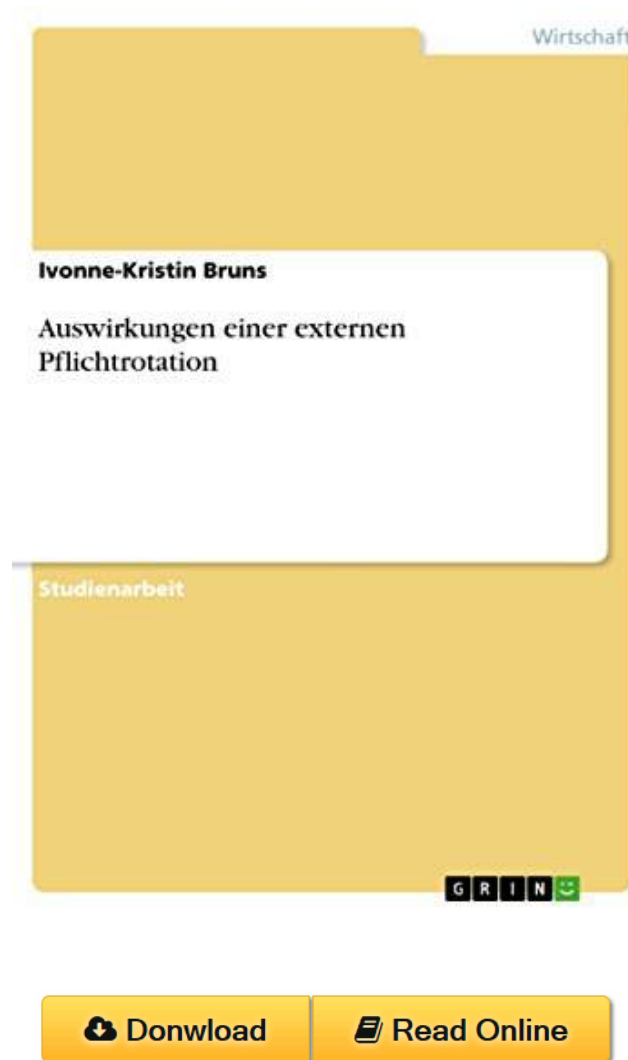 Wirtschaft
Ivonne-Kristin Bruns
Auswirkungen einer externen
Pflichtrotation
Studienarbeit
GRIN
Donwload
Read Online